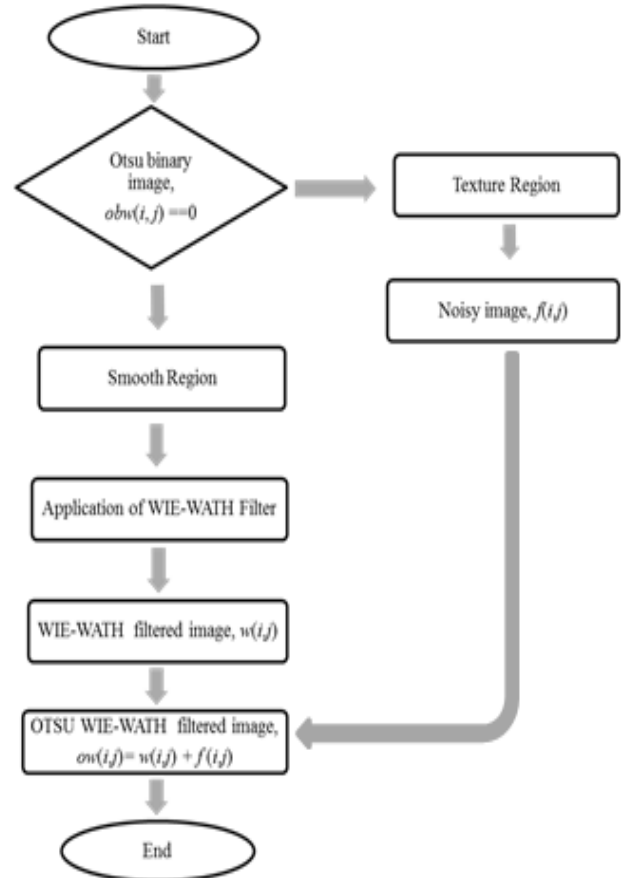 Start
Otsu binary
image,
obw(i, j) ==0
Texture Region
Noisy image, f(i,j)
Smooth Region
Application of WIE-WATH Filter
WIE-WATH filtered image, w(i,j)
OTSU WIE-WATH filtered image,
ow(i,j)= w(i,j) + f (i,j)
End